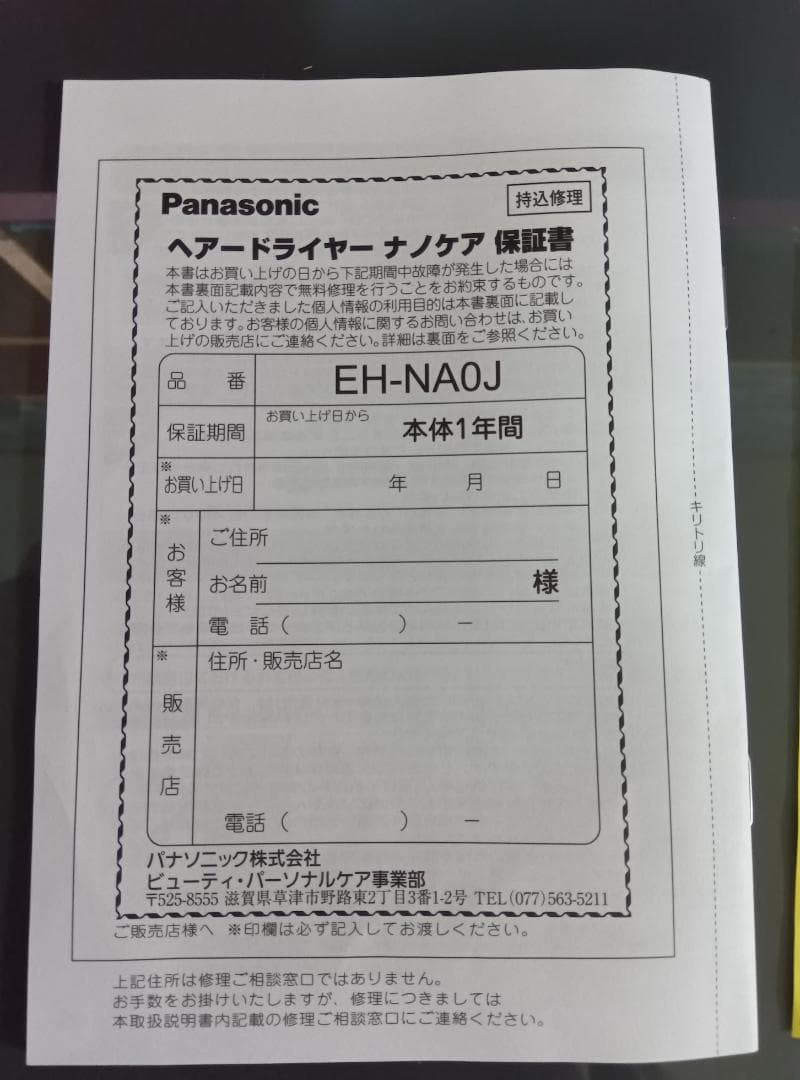 Panasonic 持込修理
ヘアードライヤー ナノケア 保証書
本書はお買い上げの日から下記期間中故障が発生した場合には
本書裏面記載内容で無料修理を行うことをお約束するものです。
ご記入いただきました個人情報の利用目的は本書裏面に記載し
ております。お客様の個人情報に関するお問い合わせは、お買い
上げの販売店にご連絡ください。詳細は裏面をご参照ください。
品 番 EH-NA0J
保証期間 お買い上げ日から 本体1年間
※お買い上げ日 年 月 日
※お客様
ご住所
お名前 様
電 話 ( ) ー
※販売店
住所・販売店名
電話 ( ) ー
パナソニック株式会社
ビューティ・パーソナルケア事業部
〒525-8555 滋賀県草津市野路東2丁目3番1-2号 TEL(077)563-5211
ご販売店様へ ※印欄は必ず記入してお渡しください。
上記住所は修理ご相談窓口ではありません。
お手数をお掛けいたしますが、修理につきましては
本取扱説明書内記載の修理ご相談窓口にご連絡ください。
キリトリ線